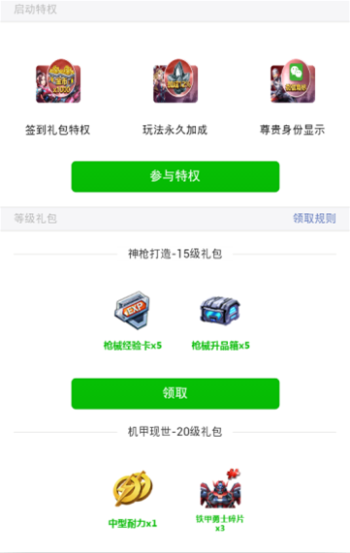 启动特权
签到礼包特权
玩法永久加成
尊贵身份显示
参与特权
等级礼包
领取规则
神枪打造-15级礼包
EXP
枪械经验卡x5
枪械升品箱x5
领取
机甲现世-20级礼包
中型耐力x1
铁甲勇士碎片
x3